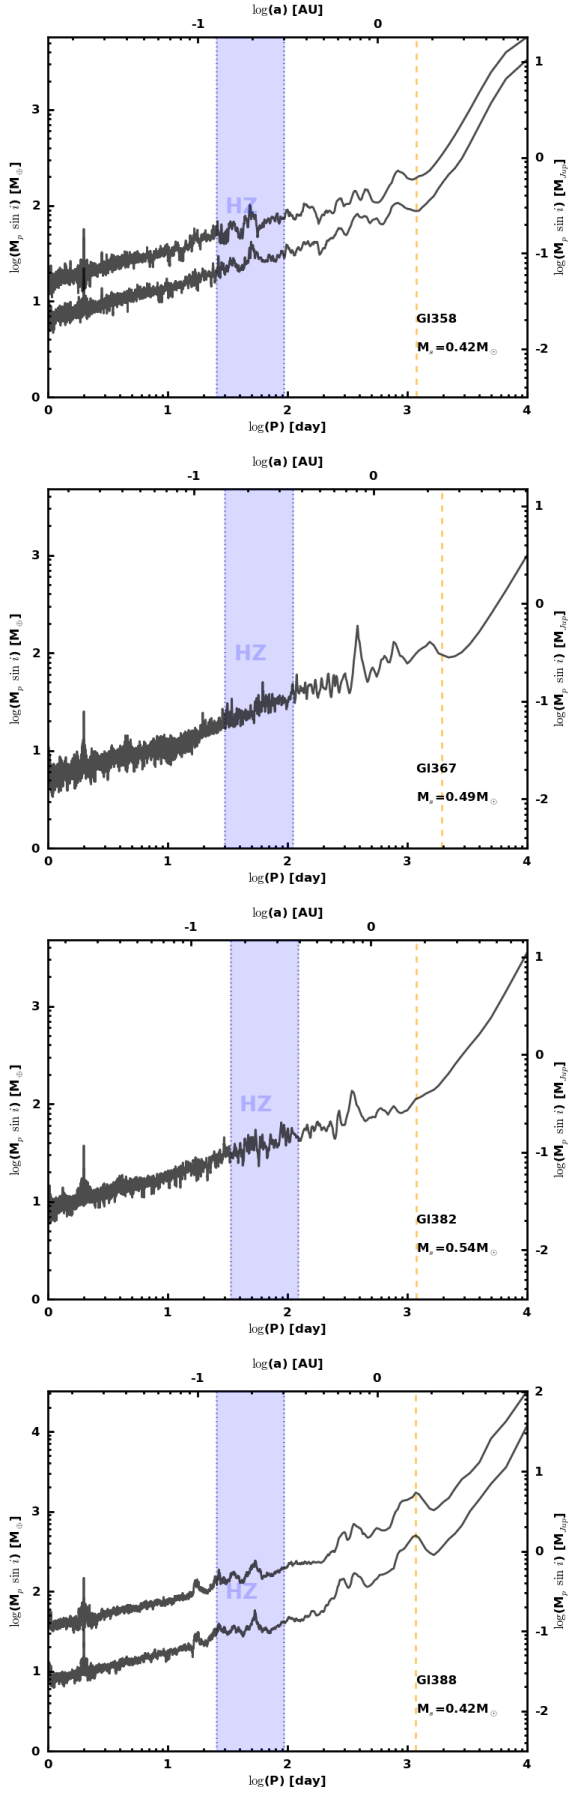 log(a) [AU]
-1 0
3 2 1 0
log(M_p sin i) [M_⊕]
HZ
1 0 -1 -2
log(M_p sin i) [M_Jup]
Gl358
M_*=0.42M_☉
0 1 2 3 4
log(P) [day]
log(a) [AU]
-1 0
3 2 1 0
log(M_p sin i) [M_⊕]
HZ
1 0 -1 -2
log(M_p sin i) [M_Jup]
Gl367
M_*=0.49M_☉
0 1 2 3 4
log(P) [day]
log(a) [AU]
-1 0
3 2 1 0
log(M_p sin i) [M_⊕]
HZ
1 0 -1 -2
log(M_p sin i) [M_Jup]
Gl382
M_*=0.54M_☉
0 1 2 3 4
log(P) [day]
log(a) [AU]
-1 0
4 3 2 1 0
log(M_p sin i) [M_⊕]
HZ
2 1 0 -1 -2
log(M_p sin i) [M_Jup]
Gl388
M_*=0.42M_☉
0 1 2 3 4
log(P) [day]